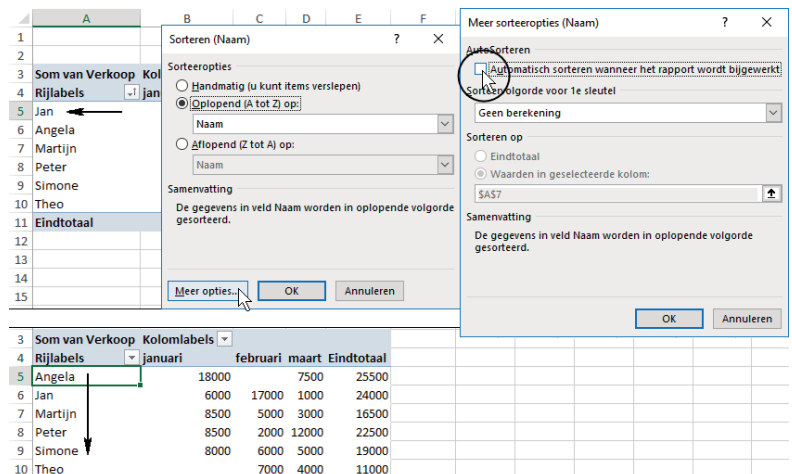 A B C D E F
1
2
3 Som van Verkoop Kol
4 Rijlabels jan
5 Jan
6 Angela
7 Martijn
8 Peter
9 Simone
10 Theo
11 Eindtotaal
12
13
14
15
Sorteren (Naam) ?
Sorteeropties
Handmatig (u kunt items verslepen)
Oplopend (A tot Z) op:
Naam
Aflopend (Z tot A) op:
Naam
Samenvatting
De gegevens in veld Naam worden in oplopende volgorde
gesorteerd.
Meer opties... OK Annuleren
Meer sorteeropties (Naam) ?
AutoSorteren
Automatisch sorteren wanneer het rapport wordt bijgewerkt
Sorteervolgorde voor 1e sleutel
Geen berekening
Sorteren op
Eindtotaal
Waarden in geselecteerde kolom:
$A$7
Samenvatting
De gegevens in veld Naam worden in oplopende volgorde
gesorteerd.
OK Annuleren
3 Som van Verkoop Kolomlabels
4 Rijlabels januari februari maart Eindtotaal
5 Angela 18000 7500 25500
6 Jan 6000 17000 1000 24000
7 Martijn 8500 5000 3000 16500
8 Peter 8500 2000 12000 22500
9 Simone 8000 6000 5000 19000
10 Theo 7000 4000 11000